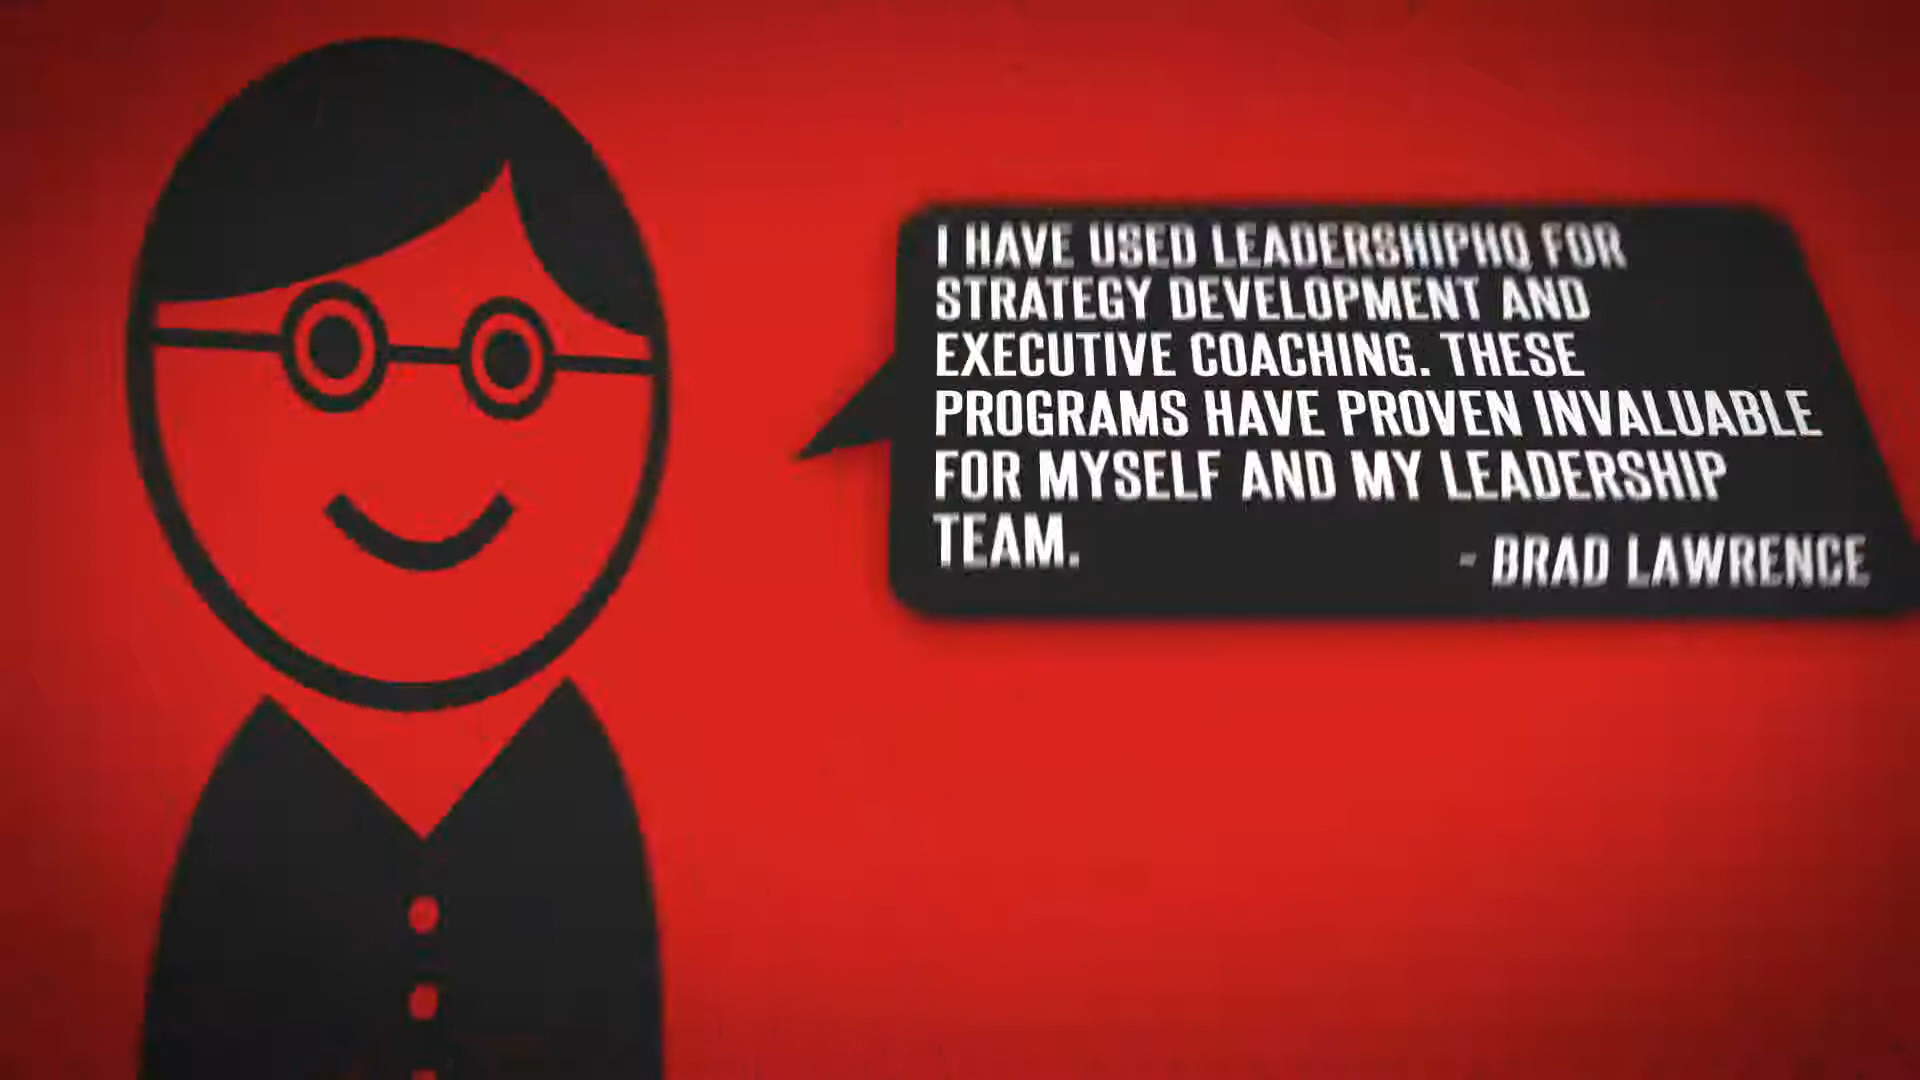 I HAVE USED LEADERSHIPHQ FOR
STRATEGY DEVELOPMENT AND
EXECUTIVE COACHING. THESE
PROGRAMS HAVE PROVEN INVALUABLE
FOR MYSELF AND MY LEADERSHIP
TEAM.
- BRAD LAWRENCE